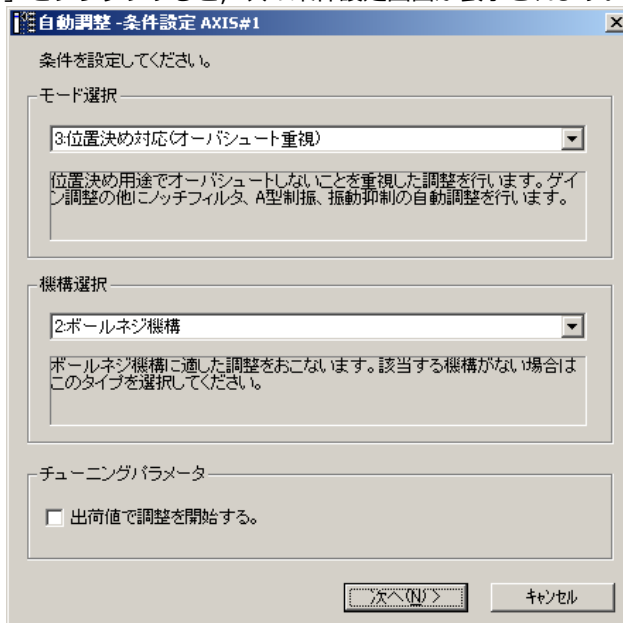 自動調整 -条件設定 AXIS#1
条件を設定してください。
モード選択
3:位置決め対応(オーバシュート重視)
位置決め用途でオーバシュートしないことを重視した調整を行います。ゲイ
ン調整の他にノッチフィルタ、A型制振、振動抑制の自動調整を行います。
機構選択
2:ボールネジ機構
ボールネジ機構に適した調整をおこないます。該当する機構がない場合は
このタイプを選択してください。
チューニングパラメータ
出荷値で調整を開始する。
次へ(N) >
キャンセル